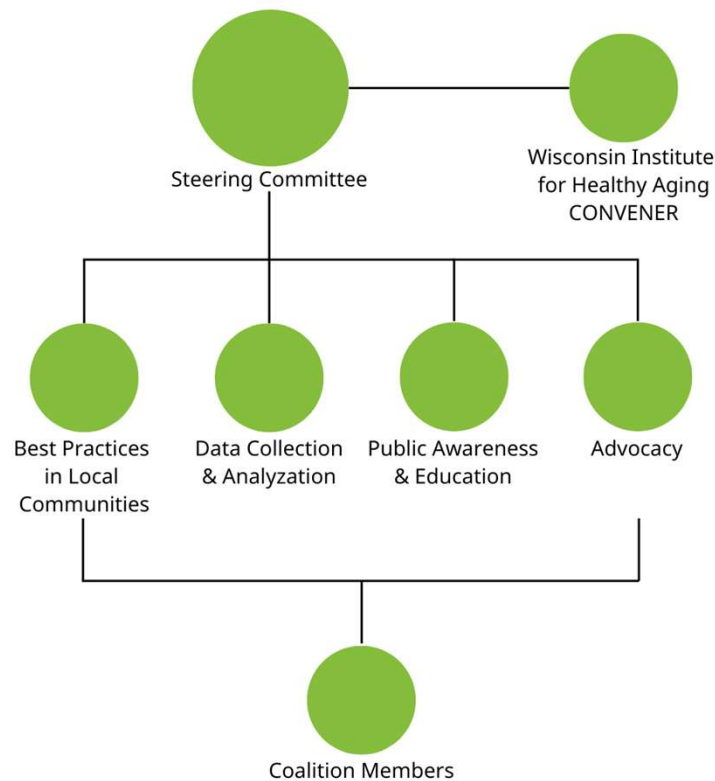 Steering Committee
Wisconsin Institute
for Healthy Aging
CONVENER
Best Practices
in Local
Communities
Data Collection
& Analyzation
Public Awareness
& Education
Advocacy
Coalition Members